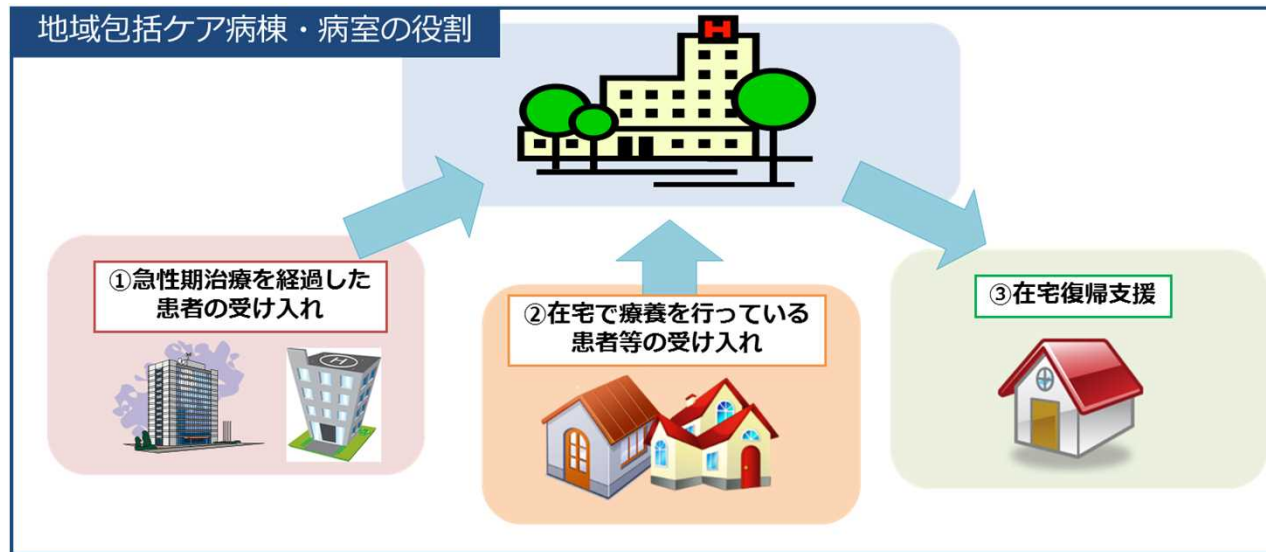 地域包括ケア病棟・病室の役割
H
①急性期治療を経過した
患者の受け入れ
H
②在宅で療養を行っている
患者等の受け入れ
③在宅復帰支援